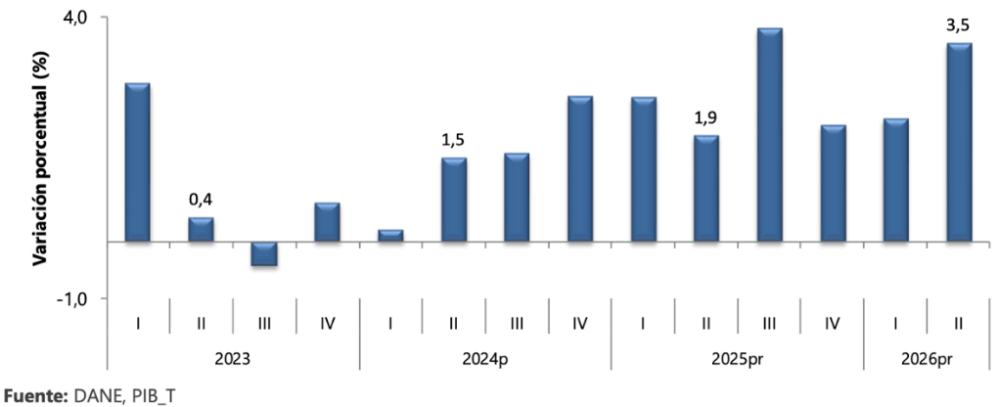 4,0
3,5
1,9
1,5
0,4
Variación porcentual (%)
-1,0
I II III IV I II III IV I II III IV I II
2023 2024p 2025pr 2026pr
Fuente: DANE, PIB_T